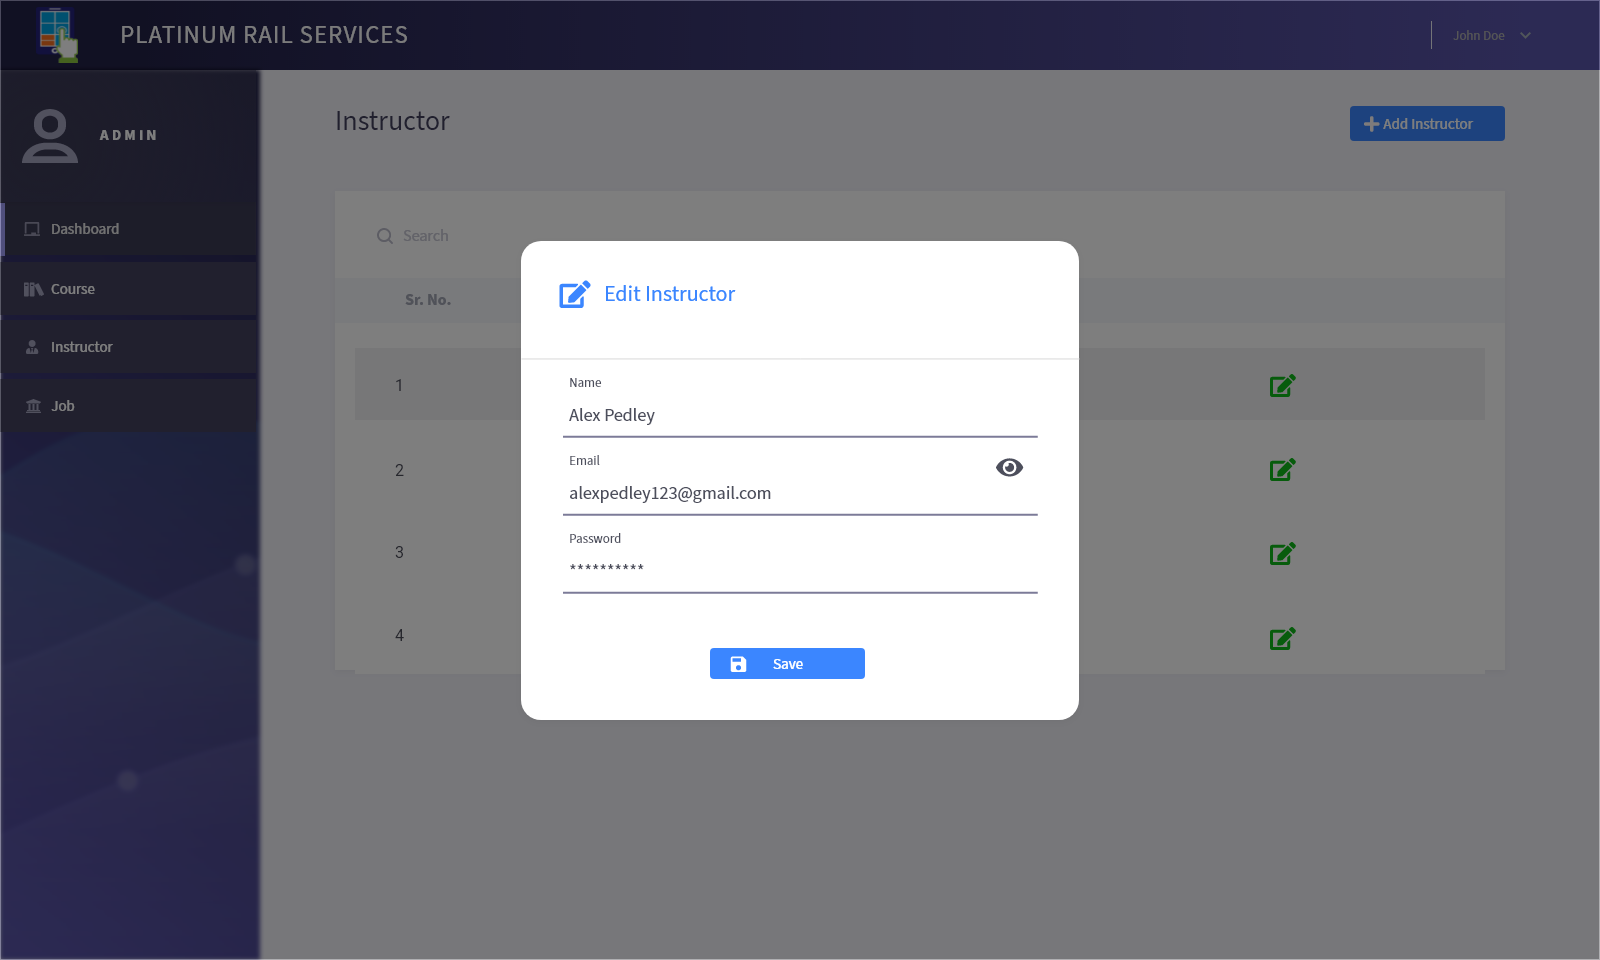 PLATINUM RAIL SERVICES
John Doe
ADMIN
Dashboard
Course
Instructor
Job
Instructor
Add Instructor
Search
Sr. No.
1
2
3
4
Edit Instructor
Name
Alex Pedley
Email
alexpedley123@gmail.com
Password
**********
Save